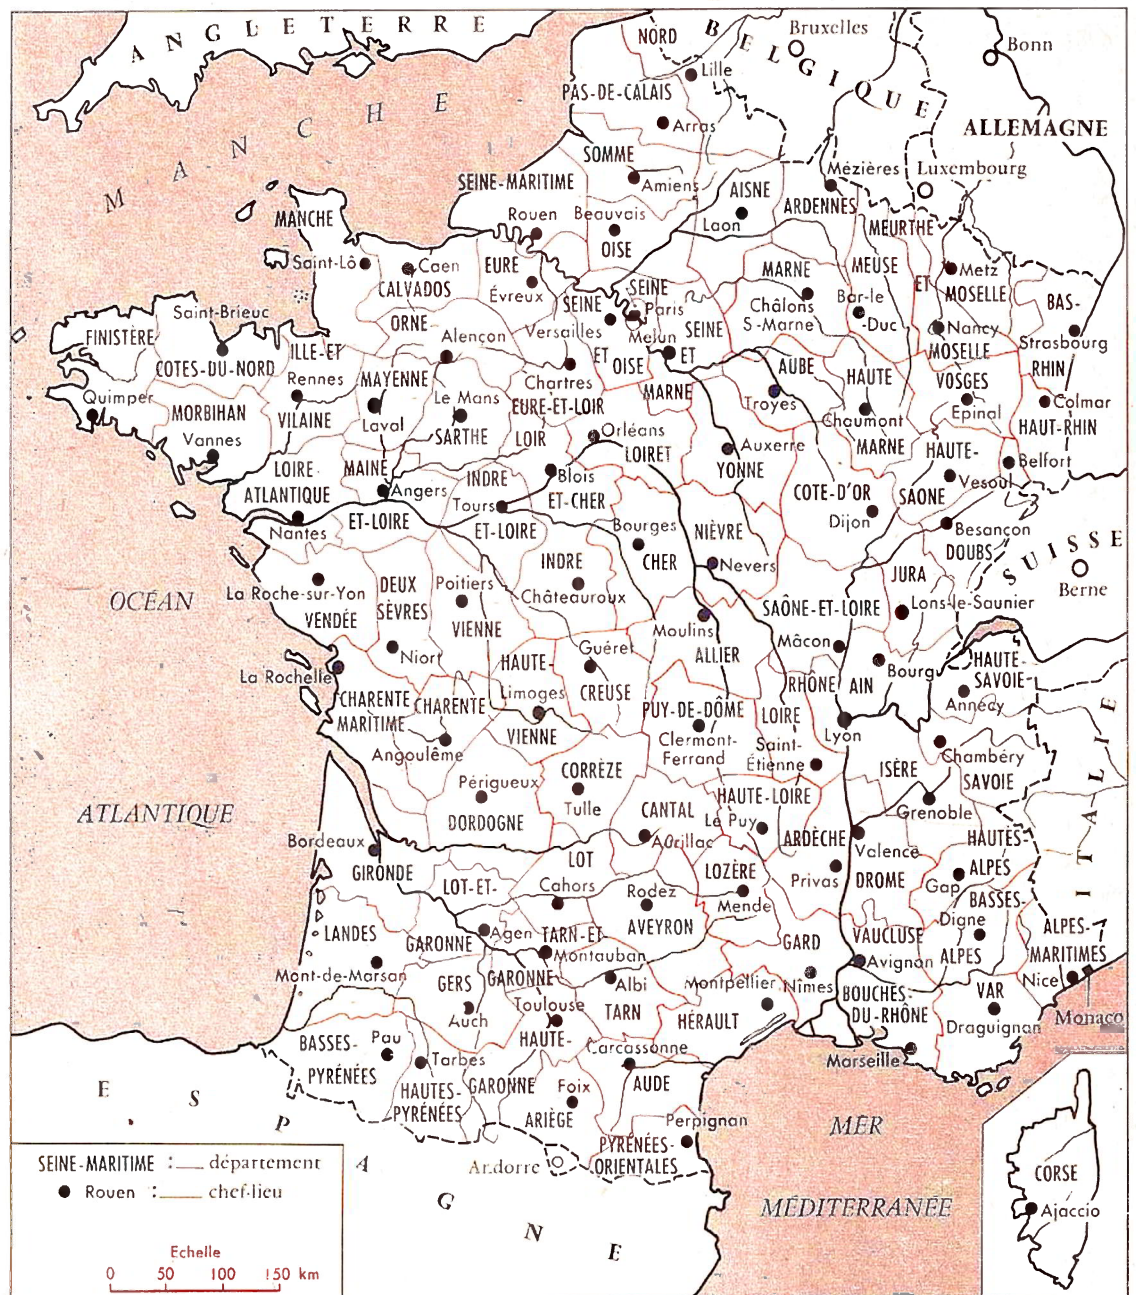 ANGLETERRE
MANCHE
BELGIQUE
Bruxelles
Bonn
ALLEMAGNE
Luxembourg
NORD
Lille
PAS-DE-CALAIS
Arras
SOMME
Amiens
SEINE-MARITIME
Rouen
Beauvais
OISE
AISNE
Laon
Mézières
ARDENNES
MANCHE
Saint-Lô
Caen
CALVADOS
EURE
Évreux
ORNE
Alençon
SEINE
ET
OISE
Versailles
SEINE
Paris
Melun
SEINE
ET
MARNE
MARNE
Châlons
S-Marne
MEUSE
Bar-le
-Duc
MEURTHE
ET
MOSELLE
Metz
MOSELLE
Nancy
BAS-
RHIN
Strasbourg
Saint-Brieuc
FINISTÈRE
COTES-DU-NORD
Quimper
MORBIHAN
Vannes
ILLE-ET
VILAINE
Rennes
MAYENNE
Laval
Le Mans
SARTHE
Chartres
EURE-ET-LOIR
Orléans
LOIRET
LOIR
ET-CHER
Blois
AUBE
Troyes
HAUTE
MARNE
Chaumont
VOSGES
Epinal
Colmar
HAUT-RHIN
Belfort
HAUTE-
SAONE
Vesoul
Auxerre
YONNE
COTE-D'OR
Dijon
LOIRE
ATLANTIQUE
Nantes
MAINE
ET-LOIRE
Angers
INDRE
ET-LOIRE
Tours
Bourges
CHER
NIÈVRE
Nevers
Besançon
DOUBS
SUISSE
Berne
JURA
Lons-le-Saunier
OCÉAN
ATLANTIQUE
La Roche-sur-Yon
VENDÉE
DEUX
SÈVRES
Niort
Poitiers
VIENNE
INDRE
Châteauroux
Moulins
ALLIER
SAÔNE-ET-LOIRE
Mâcon
Bourg
AIN
HAUTE-
SAVOIE
Annecy
La Rochelle
CHARENTE
MARITIME
CHARENTE
Angoulême
HAUTE-
VIENNE
Limoges
Guéret
CREUSE
PUY-DE-DÔME
Clermont-
Ferrand
LOIRE
Saint-
Étienne
RHÔNE
Lyon
ISÈRE
Grenoble
Chambéry
SAVOIE
ITALIE
Périgueux
DORDOGNE
CORRÈZE
Tulle
CANTAL
Aurillac
HAUTE-LOIRE
Le Puy
ARDÈCHE
Privas
Valence
DROME
HAUTES-
ALPES
Gap
Bordeaux
GIRONDE
LOT-ET-
GARONNE
Agen
LOT
Cahors
Rodez
AVEYRON
LOZÈRE
Mende
BASSES-
ALPES
Digne
ALPES-
MARITIMES
Nice
Monaco
LANDES
Mont-de-Marsan
GERS
Auch
TARN-ET-
GARONNE
Montauban
Albi
TARN
GARD
Nîmes
VAUCLUSE
Avignon
BOUCHES-
DU-RHÔNE
Marseille
VAR
Draguignan
Montpellier
HÉRAULT
Toulouse
HAUTE-
GARONNE
BASSES-
PYRÉNÉES
Pau
Tarbes
HAUTES-
PYRÉNÉES
Foix
ARIÈGE
Carcassonne
AUDE
Perpignan
PYRÉNÉES-
ORIENTALES
Andorre
ESPAGNE
MER
MÉDITERRANÉE
CORSE
Ajaccio
SEINE-MARITIME : département
Rouen : chef-lieu
Echelle
0 50 100 150 km